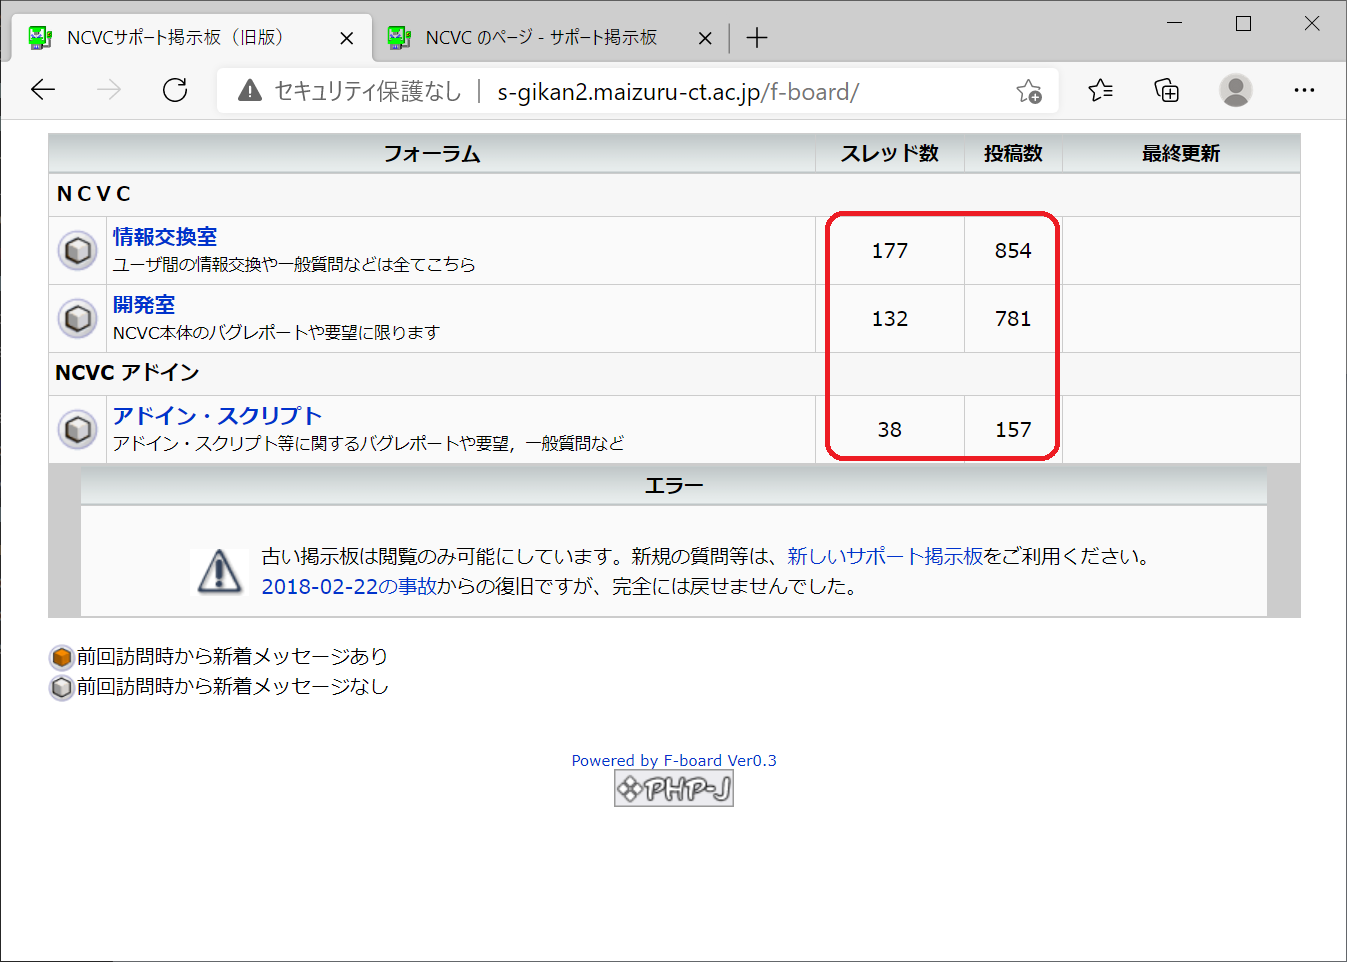 NCVCサポート掲示板（旧版）
NCVC のページ - サポート掲示板
セキュリティ保護なし
s-gikan2.maizuru-ct.ac.jp/f-board/
フォーラム スレッド数 投稿数 最終更新
ＮＣＶＣ
情報交換室
ユーザ間の情報交換や一般質問などは全てこちら
177 854
開発室
NCVC本体のバグレポートや要望に限ります
132 781
NCVC アドイン
アドイン・スクリプト
アドイン・スクリプト等に関するバグレポートや要望，一般質問など
38 157
エラー
古い掲示板は閲覧のみ可能にしています。新規の質問等は、新しいサポート掲示板をご利用ください。
2018-02-22の事故からの復旧ですが、完全には戻せませんでした。
前回訪問時から新着メッセージあり
前回訪問時から新着メッセージなし
Powered by F-board Ver0.3
PHP-J